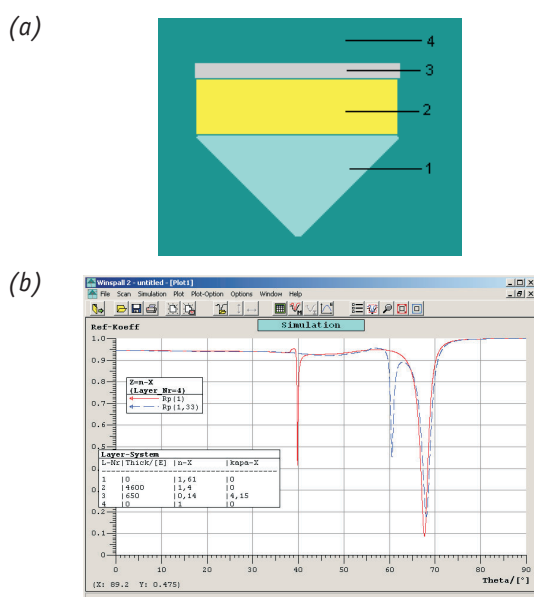 (a)
4
3
2
1
(b)
Winspall 2 - untitled - [Plot1]
File Scan Simulation Plot Plot-Option Options Window Help
Ref-Koeff
Simulation
1.0
0.9
0.8
0.7
0.6
0.5
0.4
0.3
0.2
0.1
0
Z=n-X
(Layer_Nr=4)
Rp(1)
Rp(1,33)
Layer-System
L-Nr|Thick/[E] |n-X |kapa-X
1 |0 |1,61 |0
2 |4600 |1,4 |0
3 |650 |0,14 |4,15
4 |0 |1 |0
0 10 20 30 40 50 60 70 80 90
Theta/[°]
(X: 89.2 Y: 0.475)